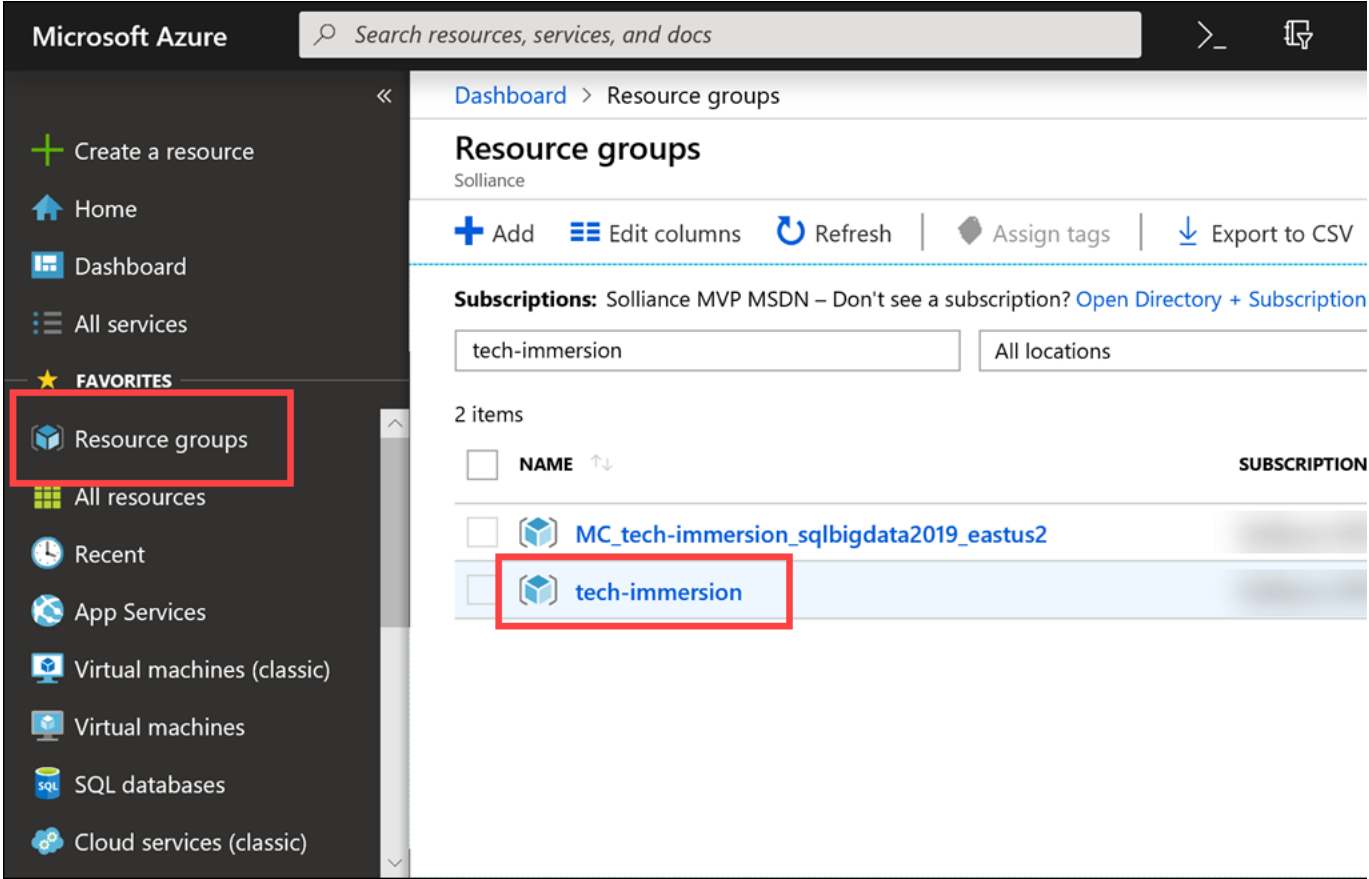 Microsoft Azure
Search resources, services, and docs
Create a resource
Home
Dashboard
All services
FAVORITES
Resource groups
All resources
Recent
App Services
Virtual machines (classic)
Virtual machines
SQL databases
Cloud services (classic)
Dashboard > Resource groups
Resource groups
Solliance
Add Edit columns Refresh Assign tags Export to CSV
Subscriptions: Solliance MVP MSDN – Don't see a subscription? Open Directory + Subscription
tech-immersion All locations
2 items
NAME SUBSCRIPTION
MC_tech-immersion_sqlbigdata2019_eastus2
tech-immersion